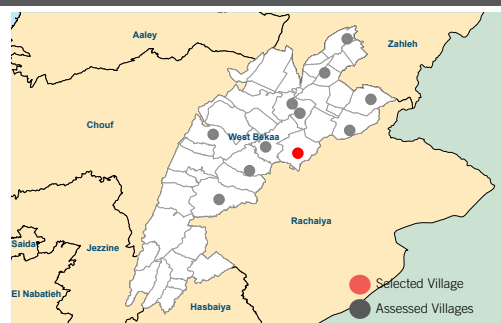 Aaley
Zahleh
Chouf
West Bekaa
Rachaiya
Saida
Jezzine
Selected Village
El Nabatieh
Hasbaiya
Assessed Villages